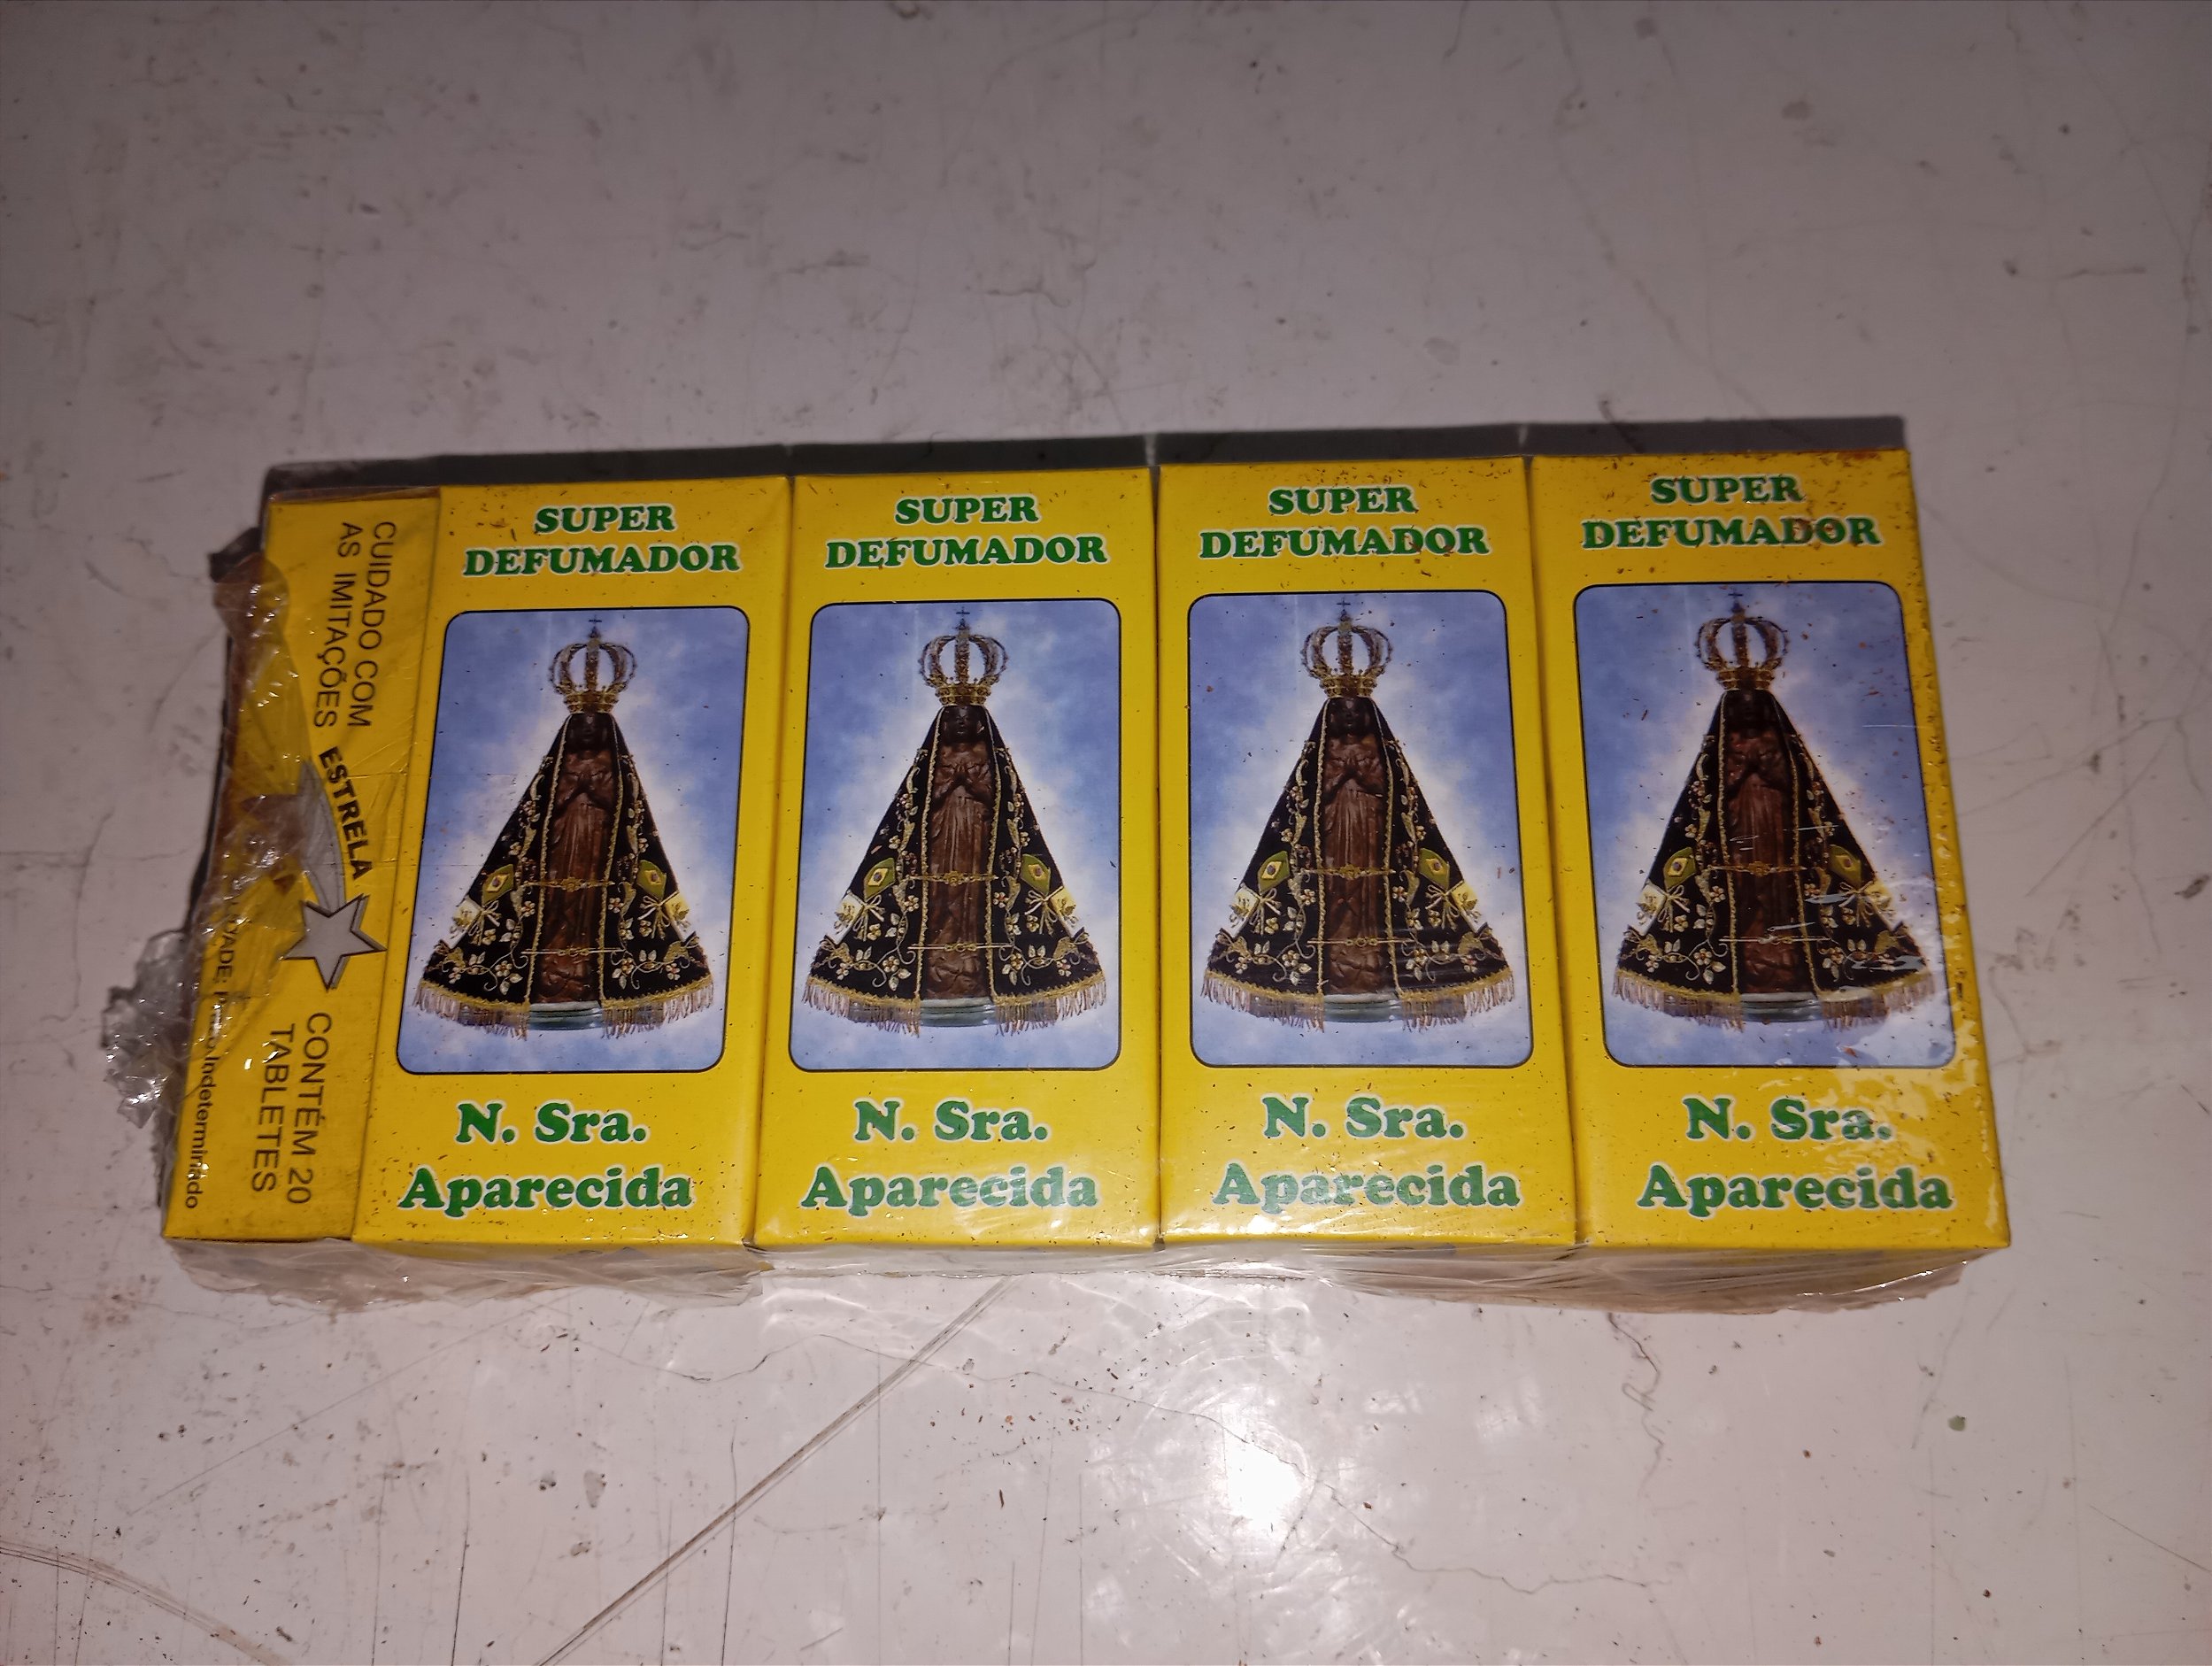 CUIDADO COM
AS IMITAÇÕES
ESTRELA
CONTÉM 20
TABLETES
Indeterminado
SUPER
DEFUMADOR
N. Sra.
Aparecida
SUPER
DEFUMADOR
N. Sra.
Aparecida
SUPER
DEFUMADOR
N. Sra.
Aparecida
SUPER
DEFUMADOR
N. Sra.
Aparecida